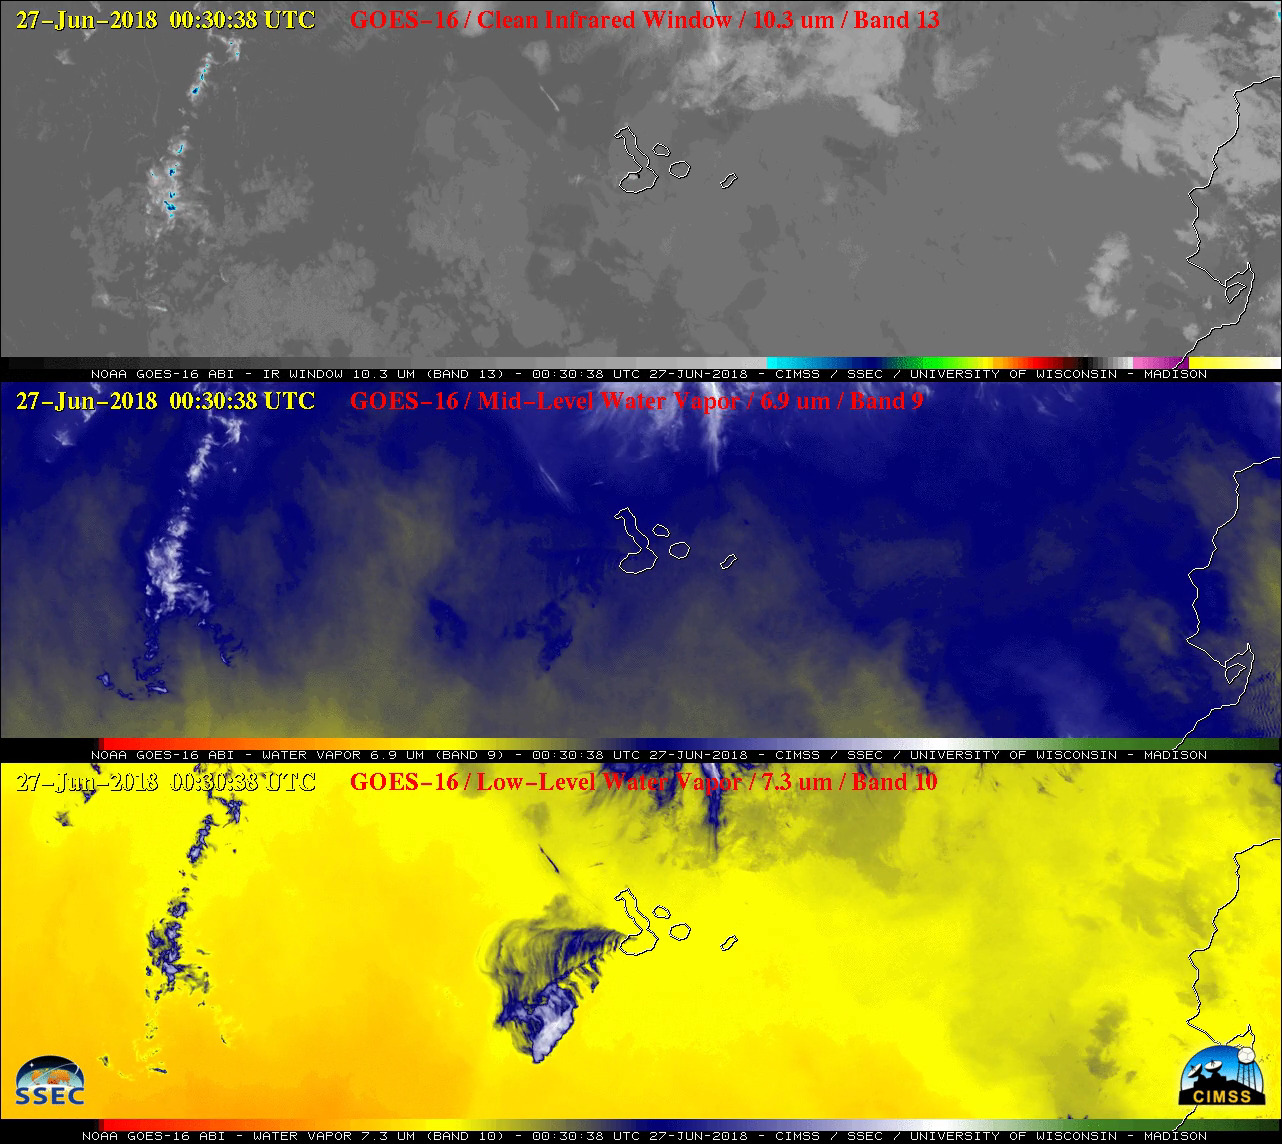 27-Jun-2018 00:30:38 UTC GOES-16 / Clean Infrared Window / 10.3 um / Band 13
NOAA GOES-16 ABI - IR WINDOW 10.3 UM (BAND 13) - 00:30:38 UTC 27-JUN-2018 - CIMSS / SSEC / UNIVERSITY OF WISCONSIN - MADISON
27-Jun-2018 00:30:38 UTC GOES-16 / Mid-Level Water Vapor / 6.9 um / Band 9
NOAA GOES-16 ABI - WATER VAPOR 6.9 UM (BAND 9) - 00:30:38 UTC 27-JUN-2018 - CIMSS / SSEC / UNIVERSITY OF WISCONSIN - MADISON
27-Jun-2018 00:30:38 UTC GOES-16 / Low-Level Water Vapor / 7.3 um / Band 10
SSEC
CIMSS
NOAA GOES-16 ABI - WATER VAPOR 7.3 UM (BAND 10) - 00:30:38 UTC 27-JUN-2018 - CIMSS / SSEC / UNIVERSITY OF WISCONSIN - MADISON